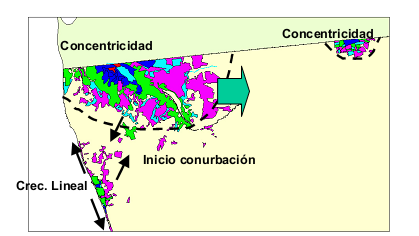 Concentricidad
Concentricidad
Inicio conurbación
Crec. Lineal